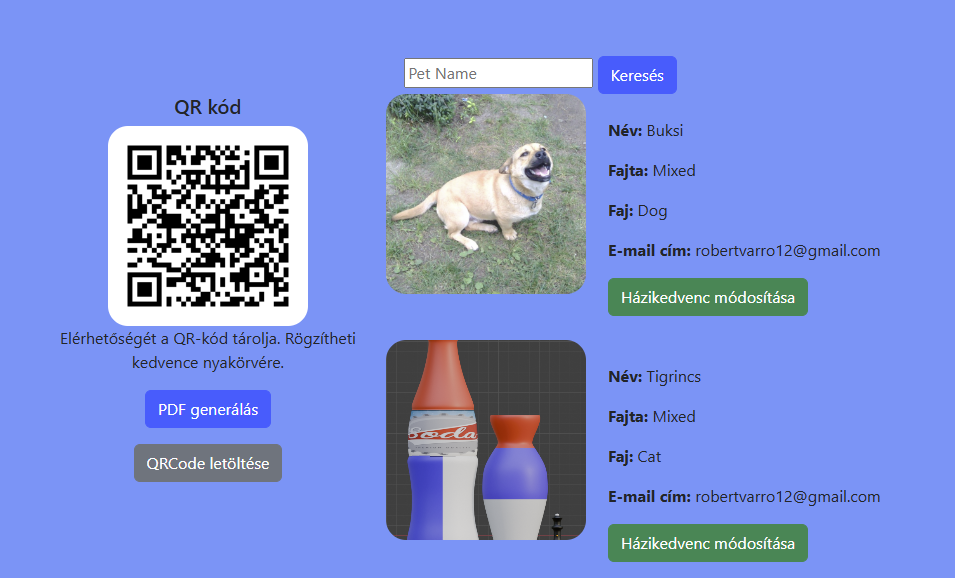 Pet Name
Keresés
QR kód
Elérhetőségét a QR-kód tárolja. Rögzítheti
kedvence nyakörvére.
PDF generálás
QRCode letöltése
Név: Buksi
Fajta: Mixed
Faj: Dog
E-mail cím: robertvarro12@gmail.com
Házikedvenc módosítása
Soda
Név: Tigrincs
Fajta: Mixed
Faj: Cat
E-mail cím: robertvarro12@gmail.com
Házikedvenc módosítása